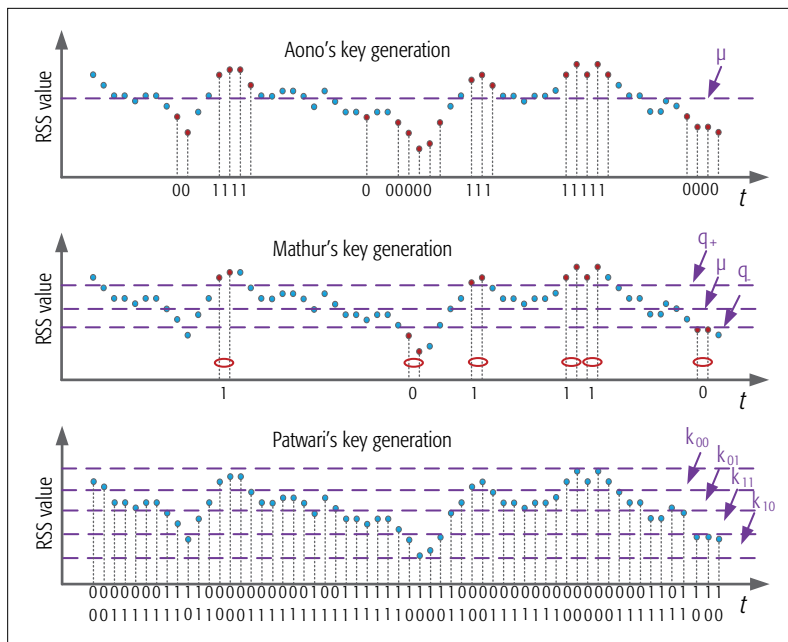 Aono's key generation
μ
RSS value
00 1111 0 00000 111 11111 0000
t
Mathur's key generation
q+
μ
q-
RSS value
1 0 1 1 1 0
t
Patwari's key generation
k00
k01
k11
k10
RSS value
t